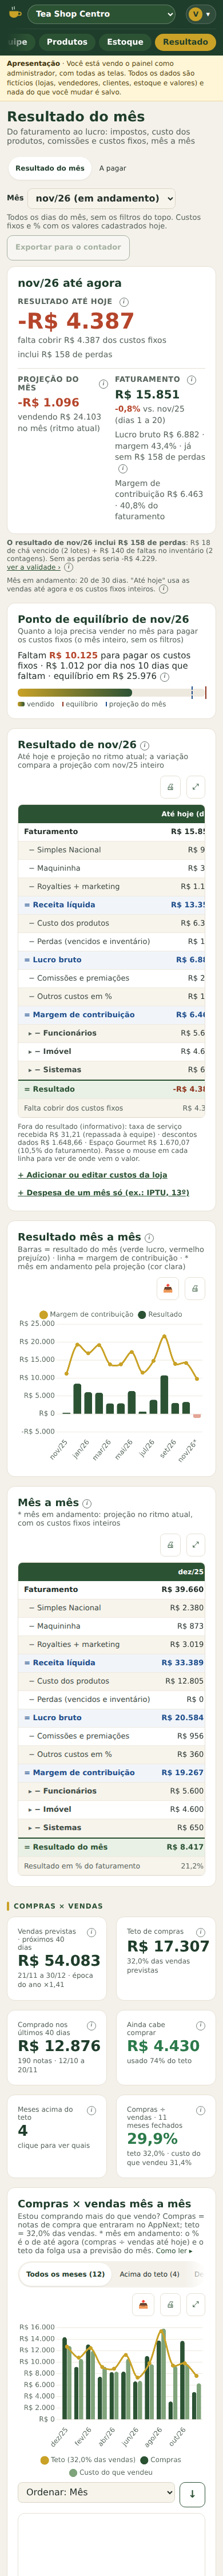 Tea Shop Centro
V
uipe
Produtos
Estoque
Resultado
Apresentação · Você está vendo o painel como
administrador, com todas as telas. Todos os dados são
fictícios (lojas, vendedores, clientes, estoque e valores) e
nada do que você mudar é salvo.
Resultado do mês
Do faturamento ao lucro: impostos, custo dos
produtos, comissões e custos fixos, mês a mês
Resultado do mês
A pagar
Mês
nov/26 (em andamento)
Todos os dias do mês, sem os filtros do topo. Custos
fixos e % com os valores cadastrados hoje.
Exportar para o contador
nov/26 até agora
RESULTADO ATÉ HOJE
-R$ 4.387
falta cobrir R$ 4.387 dos custos fixos
inclui R$ 158 de perdas
PROJEÇÃO DO
MÊS
-R$ 1.096
vendendo R$ 24.103
no mês (ritmo atual)
FATURAMENTO
R$ 15.851
-0,8% vs. nov/25
(dias 1 a 20)
Lucro bruto R$ 6.882 ·
margem 43,4% · já
sem R$ 158 de perdas
Margem de
contribuição R$ 6.463
· 40,8% do
faturamento
O resultado de nov/26 inclui R$ 158 de perdas: R$ 18
de chá vencido (2 lotes) + R$ 140 de faltas no inventário (2
contagens). Sem as perdas seria -R$ 4.229.
ver a validade ›
Mês em andamento: 20 de 30 dias. "Até hoje" usa as
vendas até agora e os custos fixos inteiros.
Ponto de equilíbrio de nov/26
Quanto a loja precisa vender no mês para pagar
os custos fixos (o mês inteiro, sem os filtros)
Faltam R$ 10.125 para pagar os custos
fixos · R$ 1.012 por dia nos 10 dias que
faltam · equilíbrio em R$ 25.976
vendido
equilíbrio
projeção do mês
Resultado de nov/26
Até hoje e projeção no ritmo atual; a variação
compara a projeção com nov/25 inteiro
Até hoje (d
Faturamento R$ 15.85
− Simples Nacional R$ 9
− Maquininha R$ 3
− Royalties + marketing R$ 1.1
= Receita líquida R$ 13.35
− Custo dos produtos R$ 6.3
− Perdas (vencidos e inventário) R$ 1
= Lucro bruto R$ 6.88
− Comissões e premiações R$ 2
− Outros custos em % R$ 1
= Margem de contribuição R$ 6.46
▸ − Funcionários R$ 5.6
▸ − Imóvel R$ 4.6
▸ − Sistemas R$ 6
= Resultado -R$ 4.38
Falta cobrir dos custos fixos R$ 4.3
Fora do resultado (informativo): taxa de serviço
recebida R$ 31,21 (repassada à equipe) · descontos
dados R$ 1.648,66 · Espaço Gourmet R$ 1.670,07
(10,5% do faturamento). Passe o mouse em cada
linha para ver de onde vem o valor.
+ Adicionar ou editar custos da loja
+ Despesa de um mês só (ex.: IPTU, 13º)
Resultado mês a mês
Barras = resultado do mês (verde lucro, vermelho
prejuízo) · linha = margem de contribuição · *
mês em andamento pela projeção (cor clara)
Margem de contribuição
Resultado
R$ 25.000
R$ 20.000
R$ 15.000
R$ 10.000
R$ 5.000
R$ 0
-R$ 5.000
nov/25
jan/26
mar/26
mai/26
jul/26
set/26
nov/26*
Mês a mês
* mês em andamento: projeção no ritmo atual,
com os custos fixos inteiros
dez/25
Faturamento R$ 39.660
− Simples Nacional R$ 2.380
− Maquininha R$ 873
− Royalties + marketing R$ 3.019
= Receita líquida R$ 33.389
− Custo dos produtos R$ 12.805
− Perdas (vencidos e inventário) R$ 0
= Lucro bruto R$ 20.584
− Comissões e premiações R$ 956
− Outros custos em % R$ 360
= Margem de contribuição R$ 19.267
▸ − Funcionários R$ 5.600
▸ − Imóvel R$ 4.600
▸ − Sistemas R$ 650
= Resultado do mês R$ 8.417
Resultado em % do faturamento 21,2%
COMPRAS × VENDAS
Vendas previstas
· próximos 40
dias
R$ 54.083
21/11 a 30/12 · época
do ano ×1,41
Teto de compras
R$ 17.307
32,0% das vendas
previstas
Comprado nos
últimos 40 dias
R$ 12.876
190 notas · 12/10 a
20/11
Ainda cabe
comprar
R$ 4.430
usado 74% do teto
Meses acima do
teto
4
clique para ver quais
Compras ÷
vendas · 11
meses fechados
29,9%
teto 32,0% · custo do
que vendeu 31,4%
Compras × vendas mês a mês
Estou comprando mais do que vendo? Compras =
notas de compra que entraram no AppNext; teto
= 32,0% das vendas. * mês em andamento: o %
é o de até agora (compras ÷ vendas até hoje) e o
teto da folga usa a previsão do mês. Como ler ▸
Todos os meses (12)
Acima do teto (4)
R$ 16.000
R$ 14.000
R$ 12.000
R$ 10.000
R$ 8.000
R$ 6.000
R$ 4.000
R$ 2.000
R$ 0
dez/25
fev/26
abr/26
jun/26
ago/26
out/26
Teto (32,0% das vendas)
Compras
Custo do que vendeu
Ordenar: Mês
↓